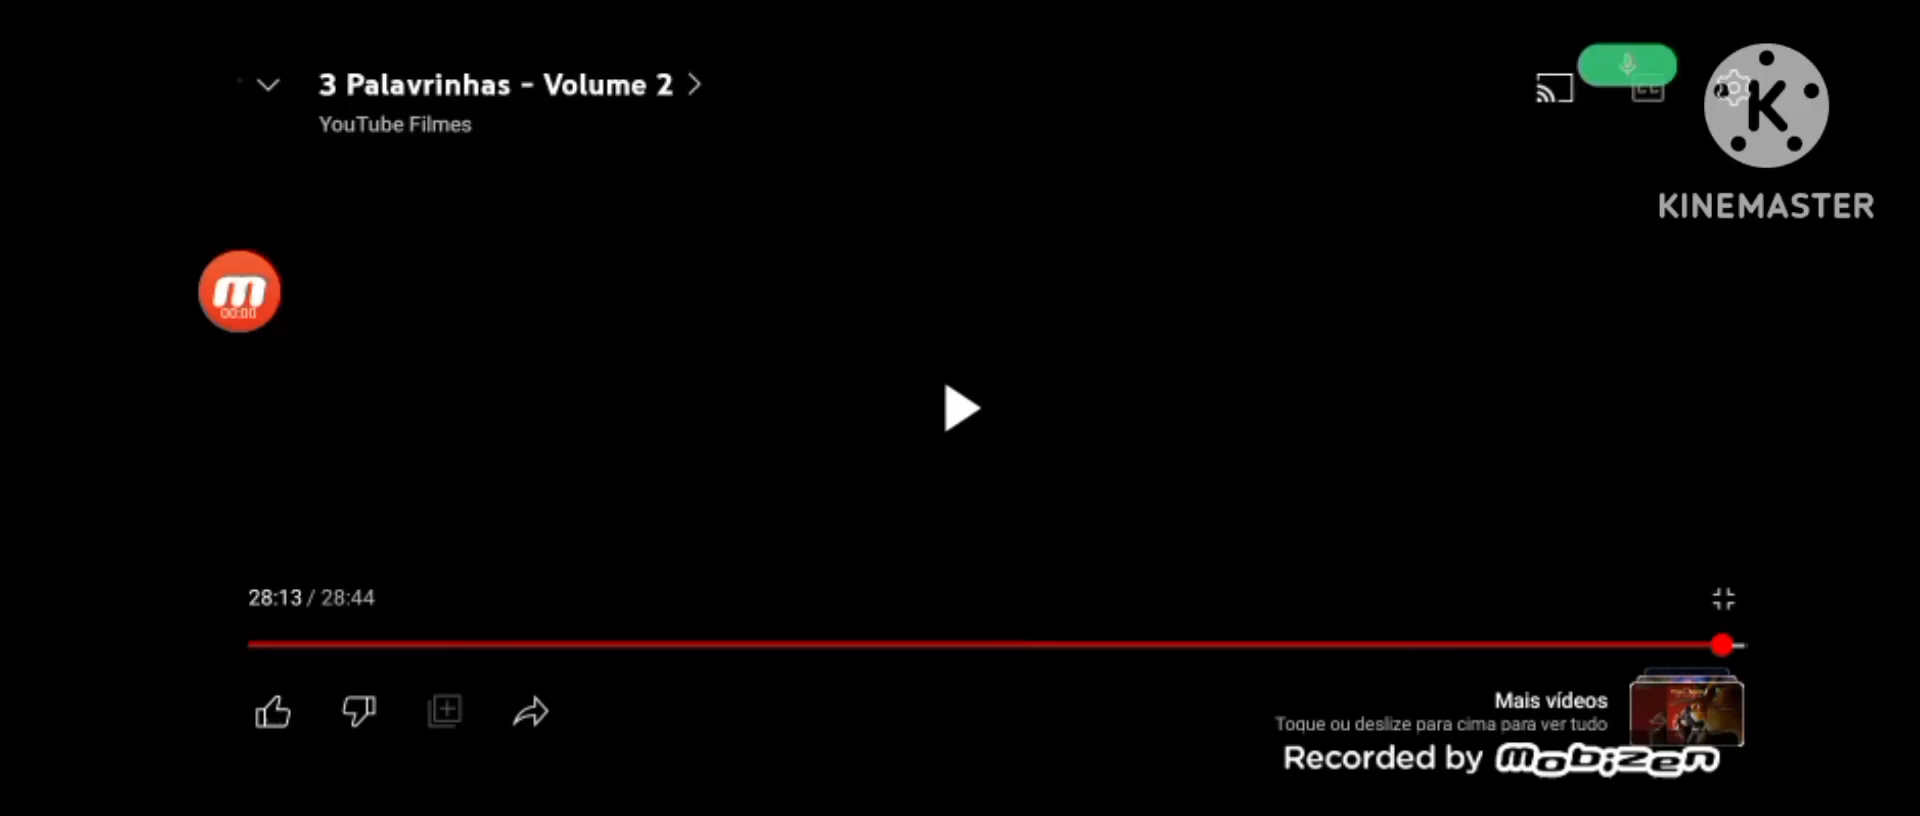 3 Palavrinhas - Volume 2
YouTube Filmes
CC
K
KINEMASTER
m
00:00
28:13 / 28:44
Mais vídeos
Toque ou deslize para cima para ver tudo
Recorded by mobizen